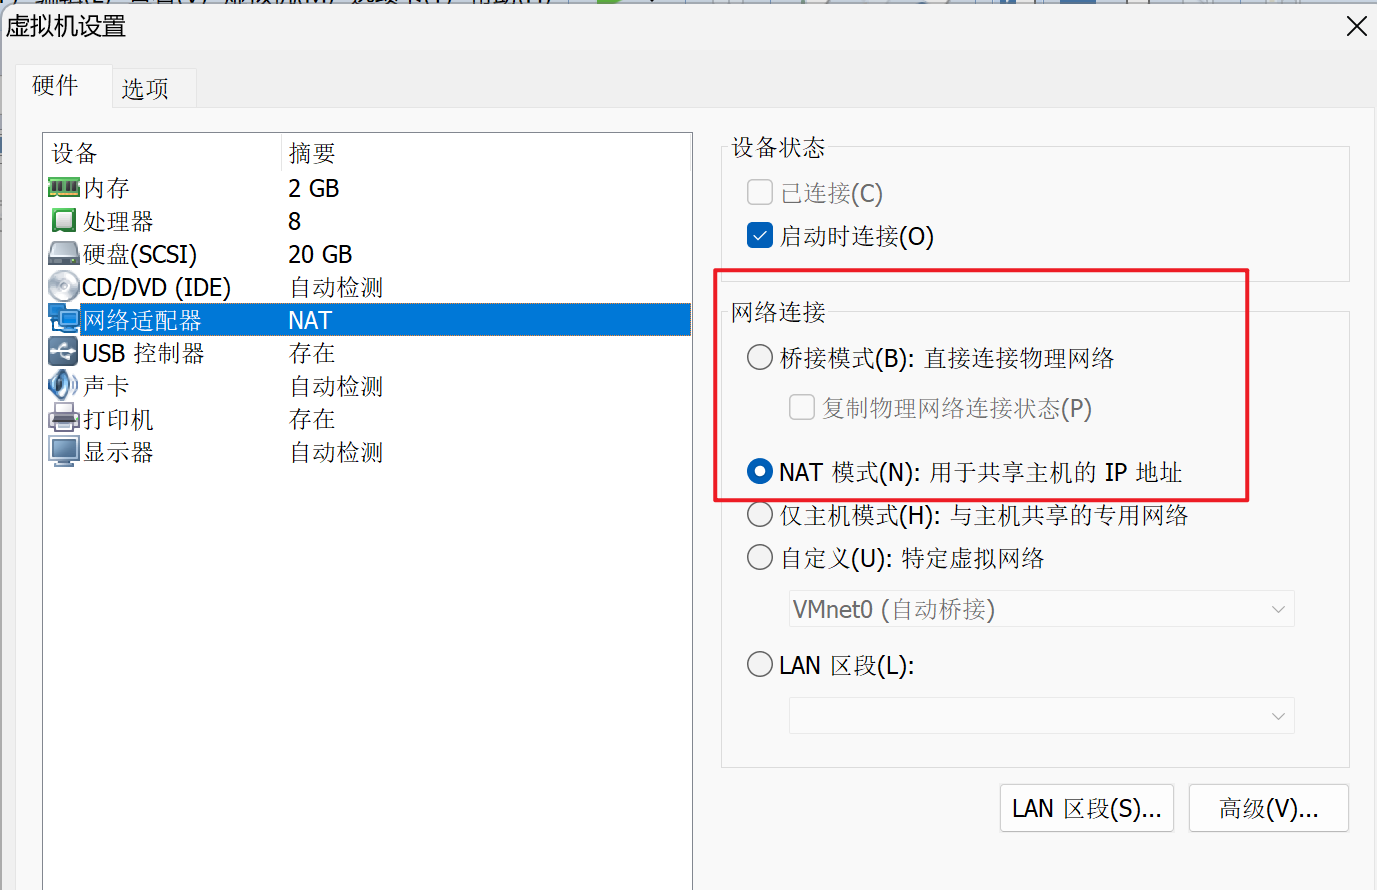 虚拟机设置
硬件
选项
设备 摘要
内存 2 GB
处理器 8
硬盘(SCSI) 20 GB
CD/DVD (IDE) 自动检测
网络适配器 NAT
USB 控制器 存在
声卡 自动检测
打印机 存在
显示器 自动检测
设备状态
已连接(C)
启动时连接(O)
网络连接
桥接模式(B): 直接连接物理网络
复制物理网络连接状态(P)
NAT 模式(N): 用于共享主机的 IP 地址
仅主机模式(H): 与主机共享的专用网络
自定义(U): 特定虚拟网络
VMnet0 (自动桥接)
LAN 区段(L):
LAN 区段(S)... 高级(V)...